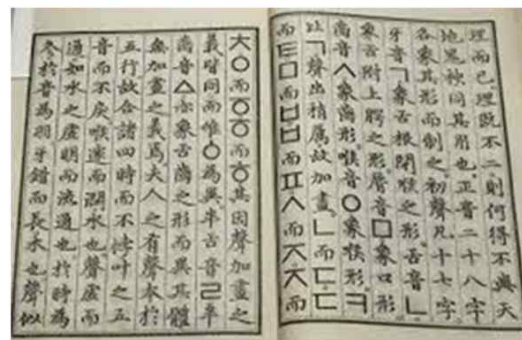 理而已理旣不二則何得不與天
地鬼神同其用也正音二十八字
各象其形而制之初聲凡十七字
牙音ㄱ象舌根閉喉之形舌音ㄴ
象舌附上腭之形脣音ㅁ象口形
齒音ㅅ象齒形喉音ㅇ象喉形ㅋ
比ㄱ聲出稍厲故加畫ㄴ而ㄷㄷ
而ㅌㅁ而ㅂㅂ而ㅍㅅ而ㅈㅈ而
ㅊㅇ而ㆆㆆ而ㅎ其因聲加畫之
義皆同而唯ㆁ爲異半舌音ㄹ半
齒音ㅿ亦象舌齒之形而異其體
無加畫之義焉夫人之有聲本於
五行故合諸四時而不悖叶之五
音而不戾喉邃而潤水也聲虛而
通如水之虛明而流通也於時爲
冬於音爲羽牙錯而長木也聲似